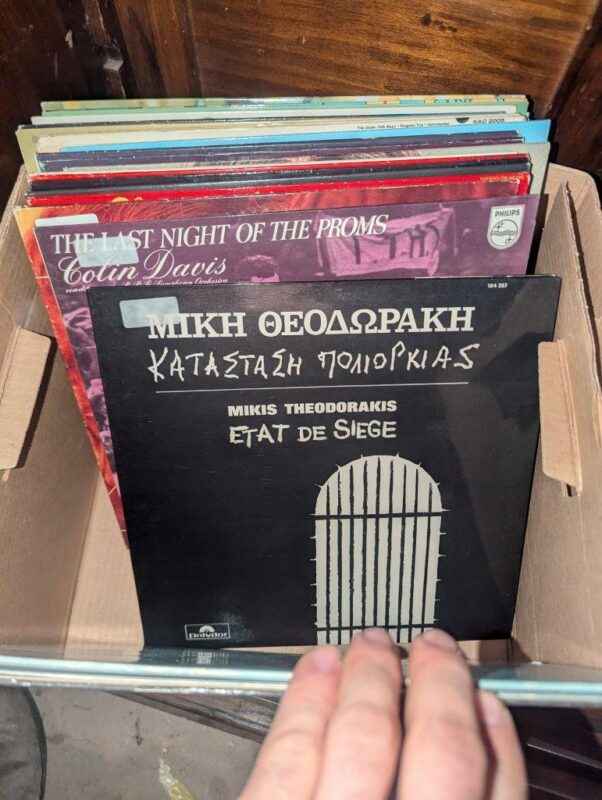 THE LAST NIGHT OF THE PROMS
PHILIPS
Colin Davis
ΜΙΚΗ ΘΕΟΔΩΡΑΚΗ
ΚΑΤΑΣΤΑΣΗ ΠΟΛΙΟΡΚΙΑΣ
MIKIS THEODORAKIS
ETAT DE SIEGE
Polydor